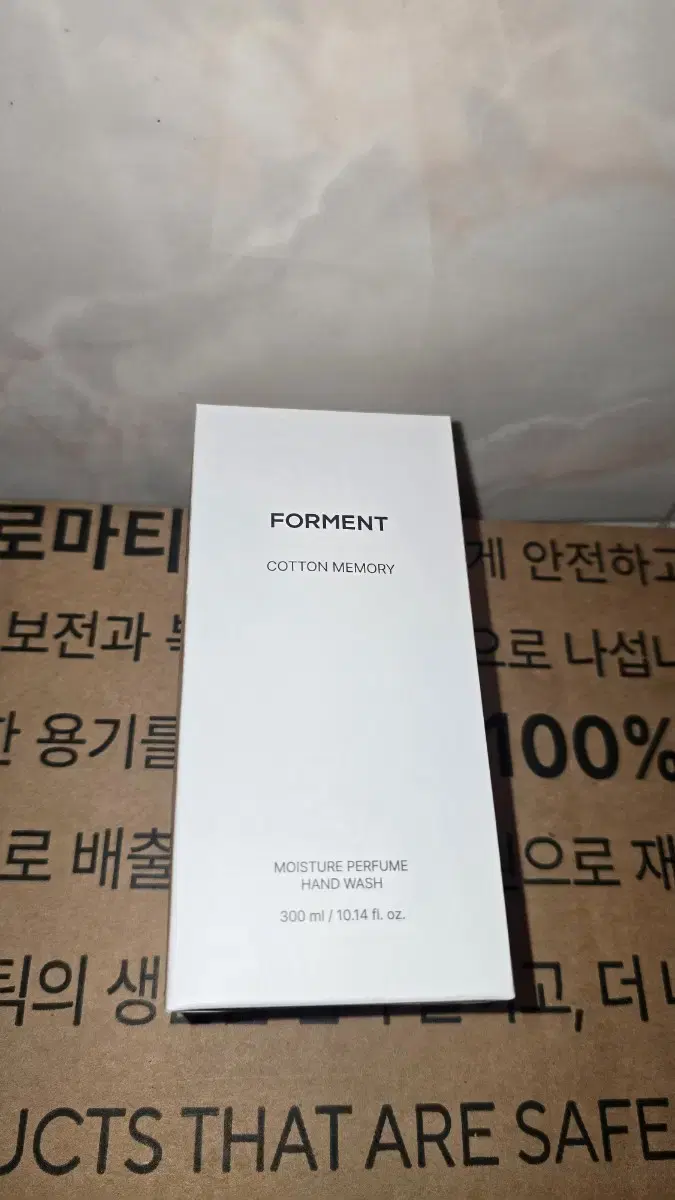 FORMENT
COTTON MEMORY
MOISTURE PERFUME
HAND WASH
300 ml / 10.14 fl. oz.
로마티
게 안전하고
보전과
으로 나섭니
한 용기를
100%
로 배출
으로 재
틱의 생
고, 더
UCTS THAT ARE SAFE